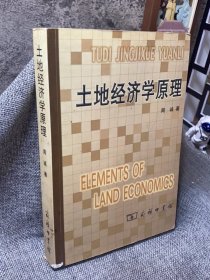 TUDI JINGJIXUE YUANLI
土地经济学原理
周诚著
ELEMENTS OF
LAND ECONOMICS
商务印书馆
土地经济学原理
周诚著